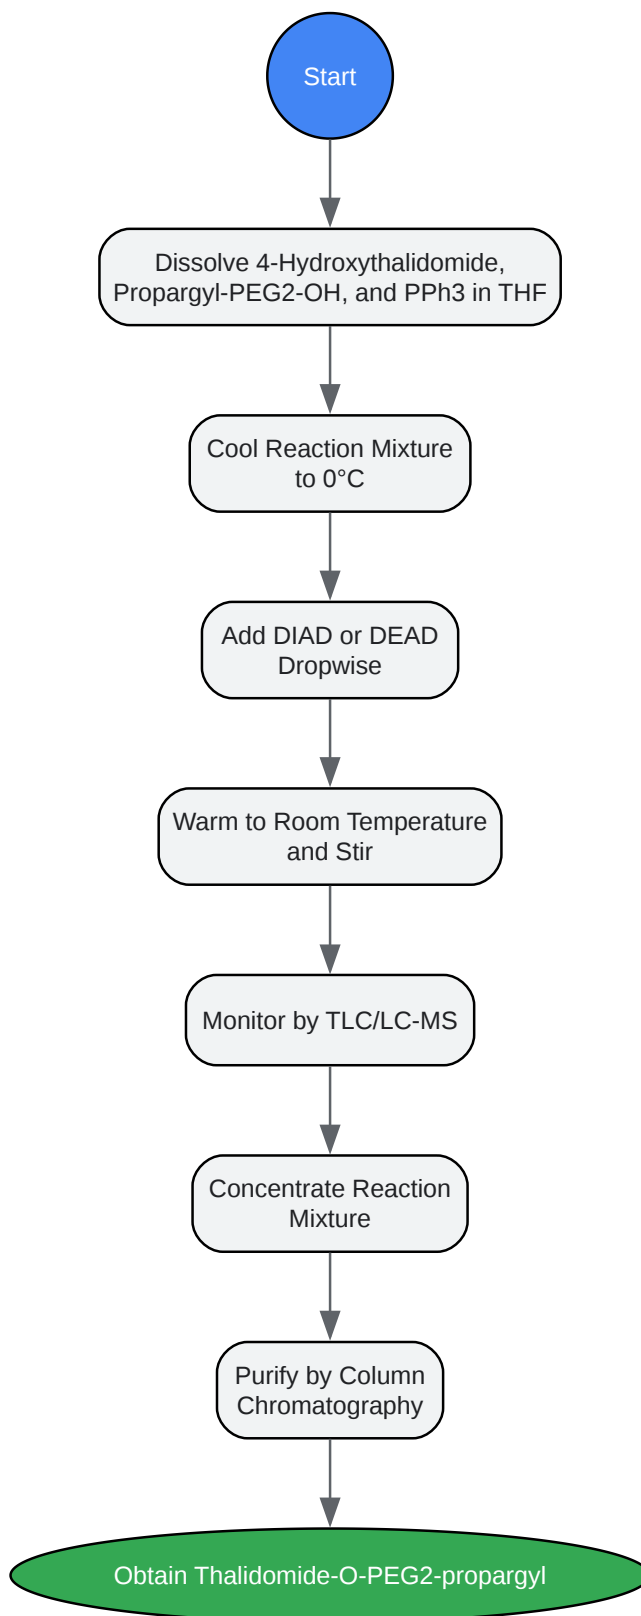 Start
Dissolve 4-Hydroxythalidomide,
Propargyl-PEG2-OH, and PPh3 in THF
Cool Reaction Mixture
to 0°C
Add DIAD or DEAD
Dropwise
Warm to Room Temperature
and Stir
Monitor by TLC/LC-MS
Concentrate Reaction
Mixture
Purify by Column
Chromatography
Obtain Thalidomide-O-PEG2-propargyl